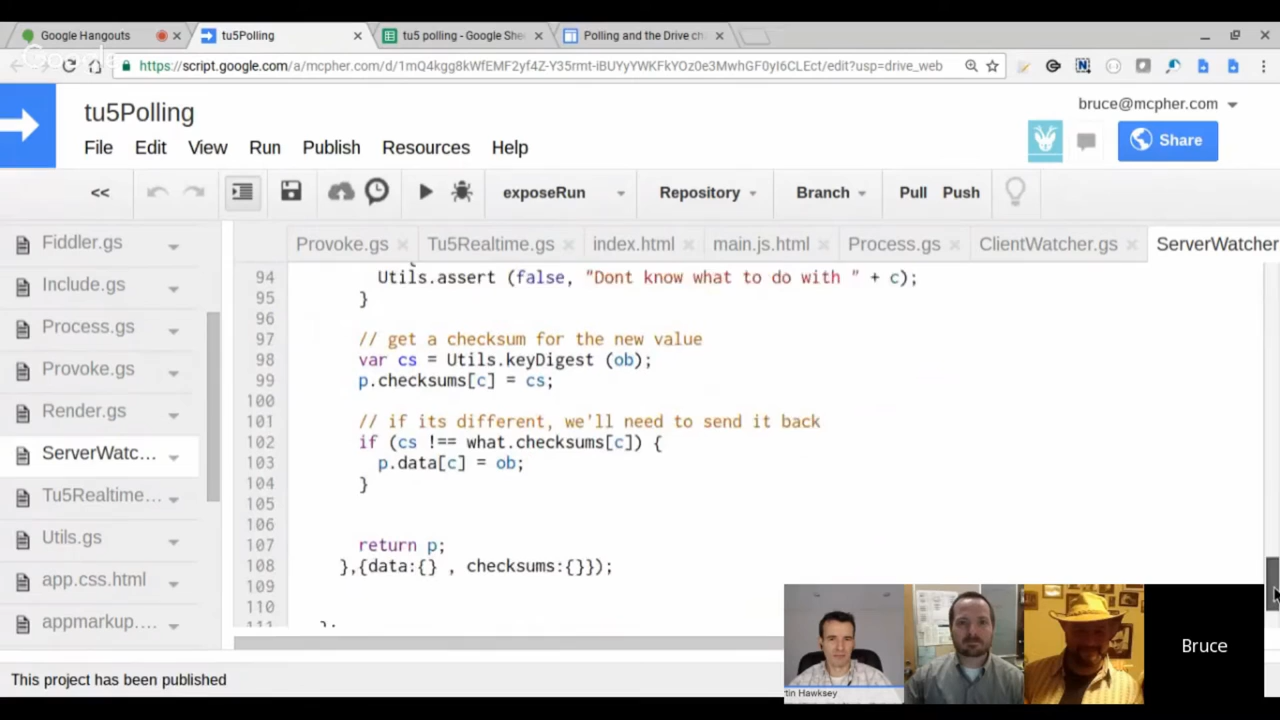 Google Hangouts
tu5Polling
tu5 polling - Google She
Polling and the Drive ch
https://script.google.com/a/mcpher.com/d/1mQ4kgg8kWfEMF2yf4Z-Y35rmt-iBUYyYWKFkYOz0e3MwhGF0yI6CLEct/edit?usp=drive_web
tu5Polling
bruce@mcpher.com
File Edit View Run Publish Resources Help
Share
<< exposeRun Repository Branch Pull Push
Provoke.gs Tu5Realtime.gs index.html main.js.html Process.gs ClientWatcher.gs ServerWatcher
Fiddler.gs
Include.gs
Process.gs
Provoke.gs
Render.gs
ServerWatc...
Tu5Realtime...
Utils.gs
app.css.html
appmarkup....
94 Utils.assert (false, "Dont know what to do with " + c);
95 }
96
97 // get a checksum for the new value
98 var cs = Utils.keyDigest (ob);
99 p.checksums[c] = cs;
100
101 // if its different, we'll need to send it back
102 if (cs !== what.checksums[c]) {
103 p.data[c] = ob;
104 }
105
106
107 return p;
108 },{data:{} , checksums:{}});
109
110
111 };
rtin Hawksey
Bruce
This project has been published